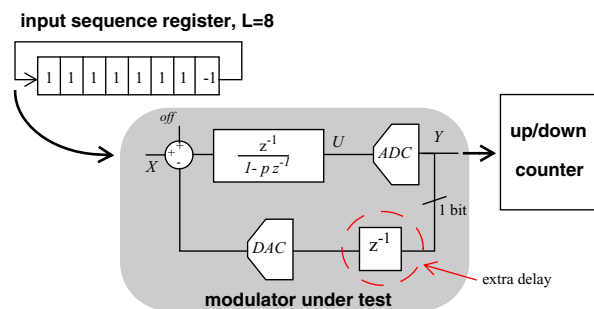 input sequence register, L=8
1 1 1 1 1 1 1 -1
off
+
X + -
z-1
1- p z-1
U
ADC
Y
up/down
counter
1 bit
DAC
z-1
extra delay
modulator under test